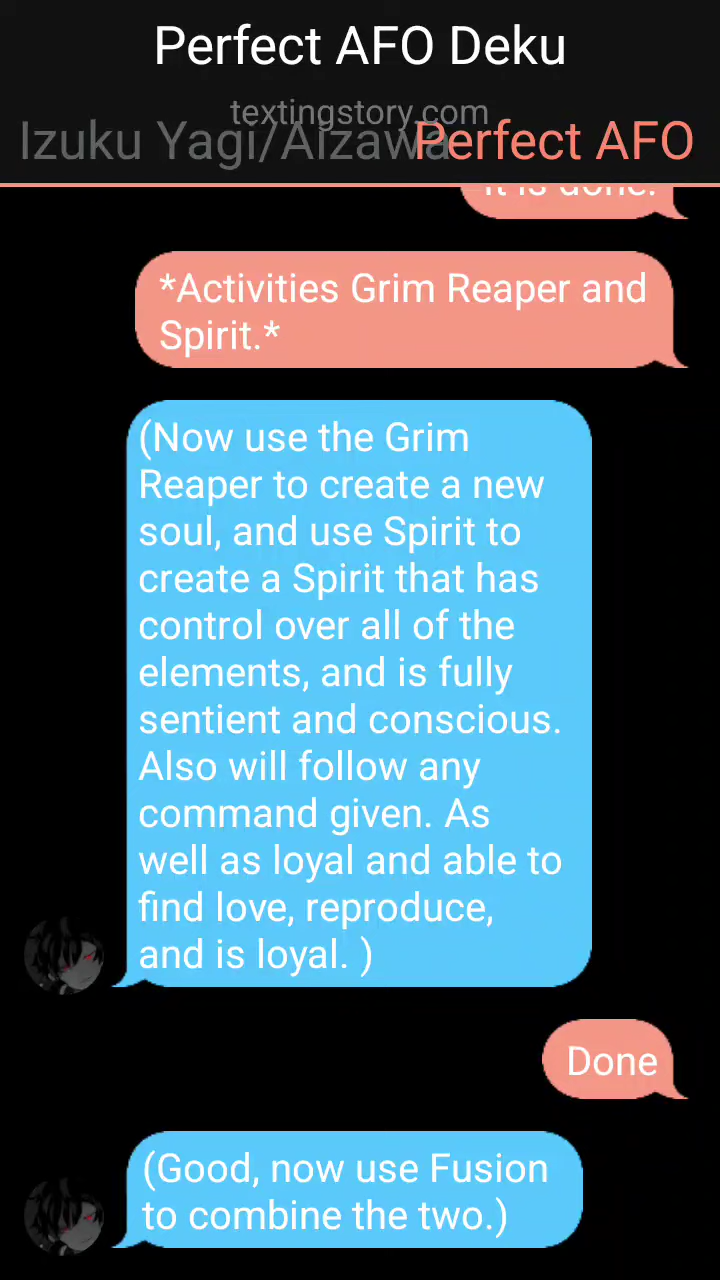 Perfect AFO Deku
textingstory.com
Izuku Yagi/Aizawa
Perfect AFO
It is done.
*Activities Grim Reaper and
Spirit.*
(Now use the Grim
Reaper to create a new
soul, and use Spirit to
create a Spirit that has
control over all of the
elements, and is fully
sentient and conscious.
Also will follow any
command given. As
well as loyal and able to
find love, reproduce,
and is loyal. )
Done
(Good, now use Fusion
to combine the two.)